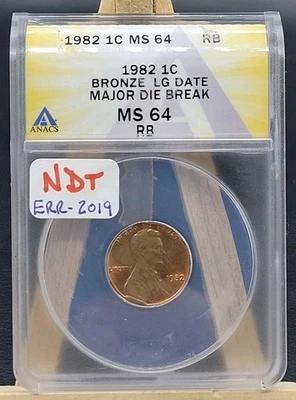 1982 1C MS 64 RB
1982 1C
BRONZE LG DATE
MAJOR DIE BREAK
MS 64
RB
ANACS
NDT
ERR-2019
LIBERTY
1982